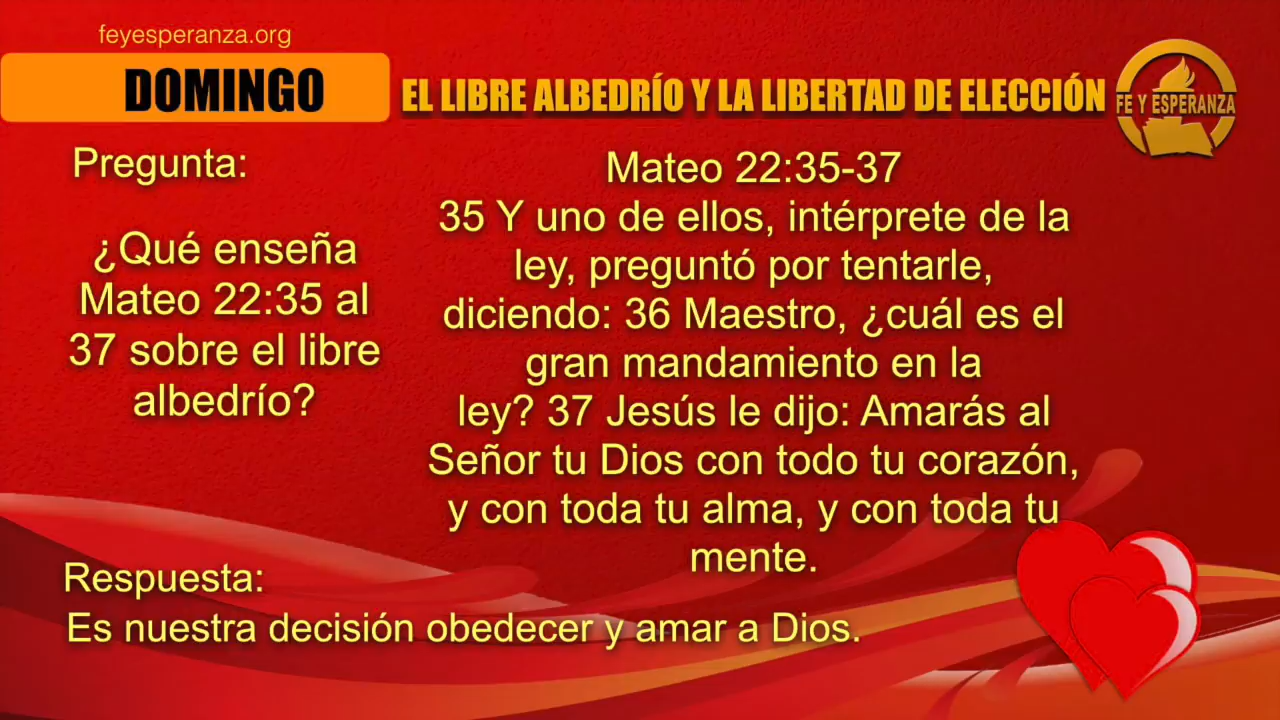 feyesperanza.org
DOMINGO
EL LIBRE ALBEDRÍO Y LA LIBERTAD DE ELECCIÓN
FE Y ESPERANZA
Pregunta:
¿Qué enseña
Mateo 22:35 al
37 sobre el libre
albedrío?
Mateo 22:35-37
35 Y uno de ellos, intérprete de la
ley, preguntó por tentarle,
diciendo: 36 Maestro, ¿cuál es el
gran mandamiento en la
ley? 37 Jesús le dijo: Amarás al
Señor tu Dios con todo tu corazón,
y con toda tu alma, y con toda tu
mente.
Respuesta:
Es nuestra decisión obedecer y amar a Dios.